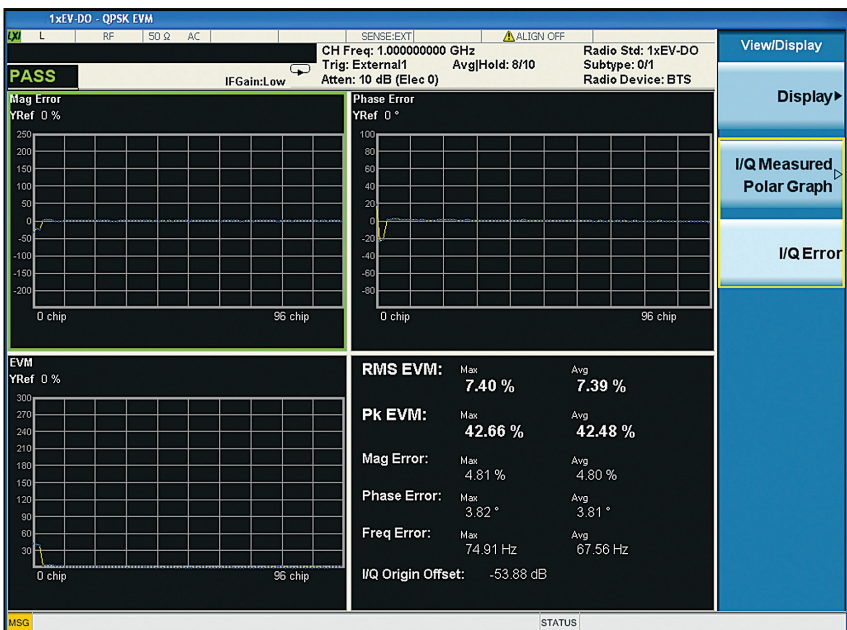 1xEV-DO - QPSK EVM
LXI L RF 50 Ω AC SENSE:EXT ALIGN OFF
CH Freq: 1.000000000 GHz Radio Std: 1xEV-DO
Trig: External1 Avg|Hold: 8/10 Subtype: 0/1
PASS IFGain:Low Atten: 10 dB (Elec 0) Radio Device: BTS
View/Display
Display
I/Q Measured
Polar Graph
I/Q Error
Mag Error
YRef 0 %
250
200
150
100
50
0
-50
-100
-150
-200
0 chip 96 chip
Phase Error
YRef 0 °
100
80
60
40
20
0
-20
-40
-60
-80
0 chip 96 chip
EVM
YRef 0 %
300
270
240
210
180
150
120
90
60
30
0 chip 96 chip
RMS EVM: Max Avg
7.40 % 7.39 %
Pk EVM: Max Avg
42.66 % 42.48 %
Mag Error: Max Avg
4.81 % 4.80 %
Phase Error: Max Avg
3.82 ° 3.81 °
Freq Error: Max Avg
74.91 Hz 67.56 Hz
I/Q Origin Offset: -53.88 dB
MSG STATUS